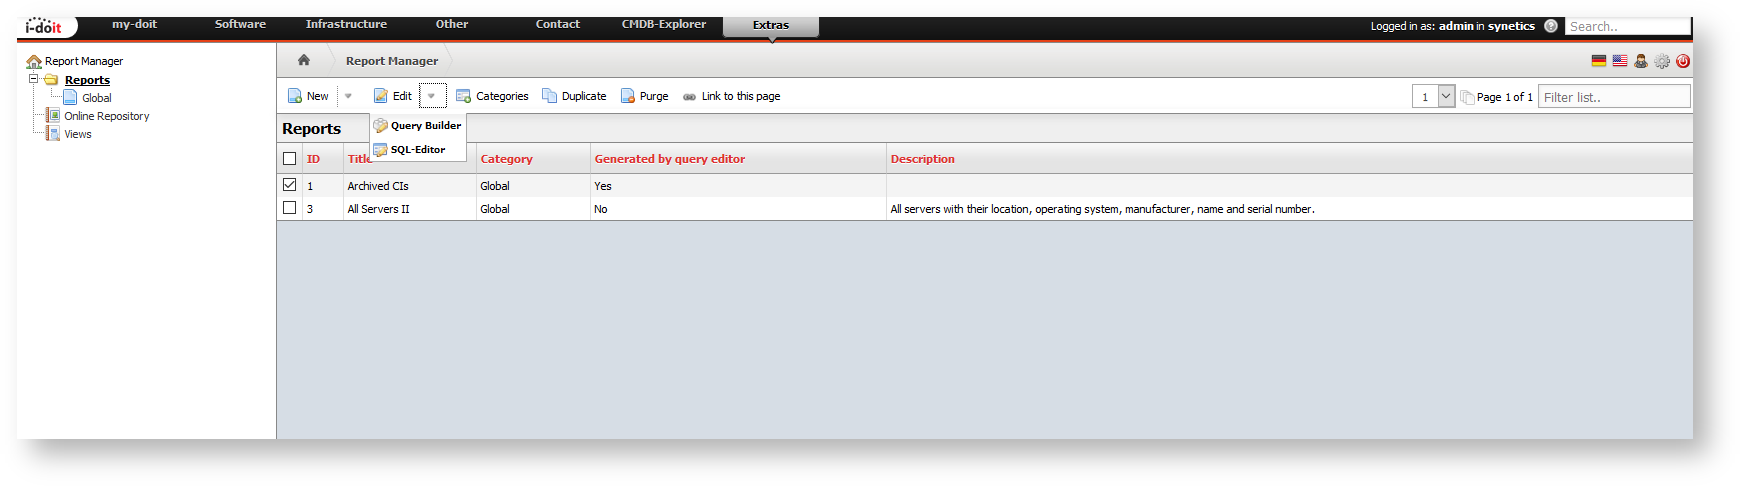 i-doit my-doit Software Infrastructure Other Contact CMDB-Explorer Extras Logged in as: admin in synetics ? Search..
Report Manager
Reports
Global
Online Repository
Views
Report Manager
New Edit Categories Duplicate Purge Link to this page 1 Page 1 of 1 Filter list..
Query Builder
SQL-Editor
Reports
ID Title Category Generated by query editor Description
1 Archived CIs Global Yes
3 All Servers II Global No All servers with their location, operating system, manufacturer, name and serial number.